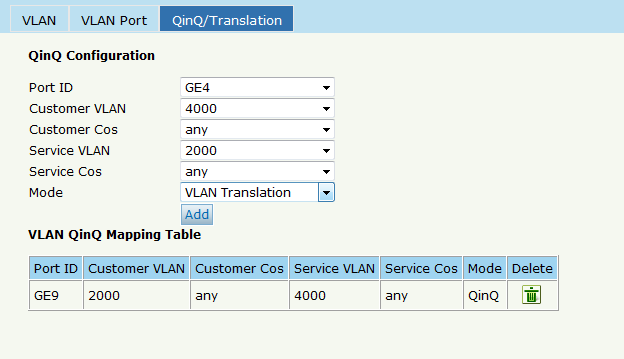 VLAN VLAN Port QinQ/Translation
QinQ Configuration
Port ID GE4
Customer VLAN 4000
Customer Cos any
Service VLAN 2000
Service Cos any
Mode VLAN Translation
Add
VLAN QinQ Mapping Table
Port ID Customer VLAN Customer Cos Service VLAN Service Cos Mode Delete
GE9 2000 any 4000 any QinQ